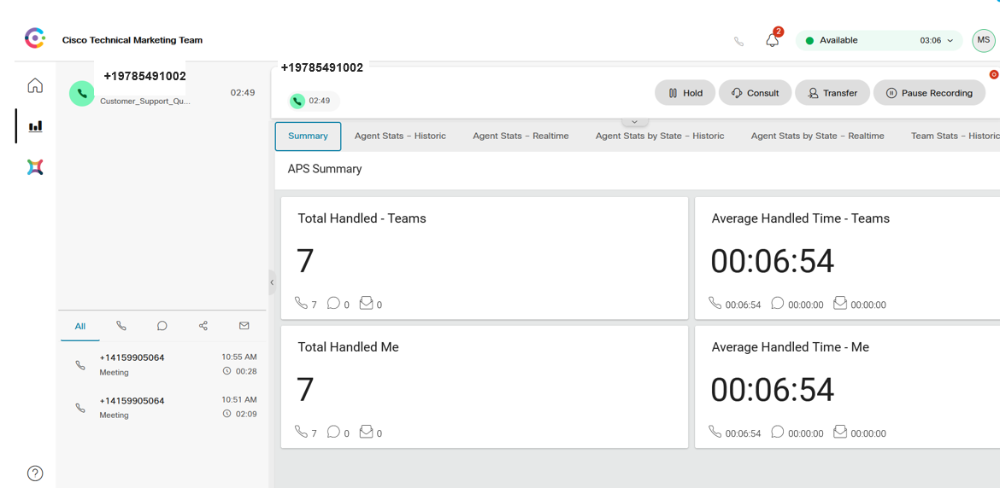 Cisco Technical Marketing Team
2
Available
03:06
MS
+19785491002
Customer_Support_Qu...
02:49
+19785491002
02:49
Hold
Consult
Transfer
Pause Recording
Summary
Agent Stats - Historic
Agent Stats - Realtime
Agent Stats by State - Historic
Agent Stats by State - Realtime
Team Stats - Historic
APS Summary
Total Handled - Teams
7
7
0
0
Average Handled Time - Teams
00:06:54
00:06:54
00:00:00
00:00:00
All
+14159905064
10:55 AM
Meeting
00:28
+14159905064
10:51 AM
Meeting
02:09
Total Handled Me
7
7
0
0
Average Handled Time - Me
00:06:54
00:06:54
00:00:00
00:00:00